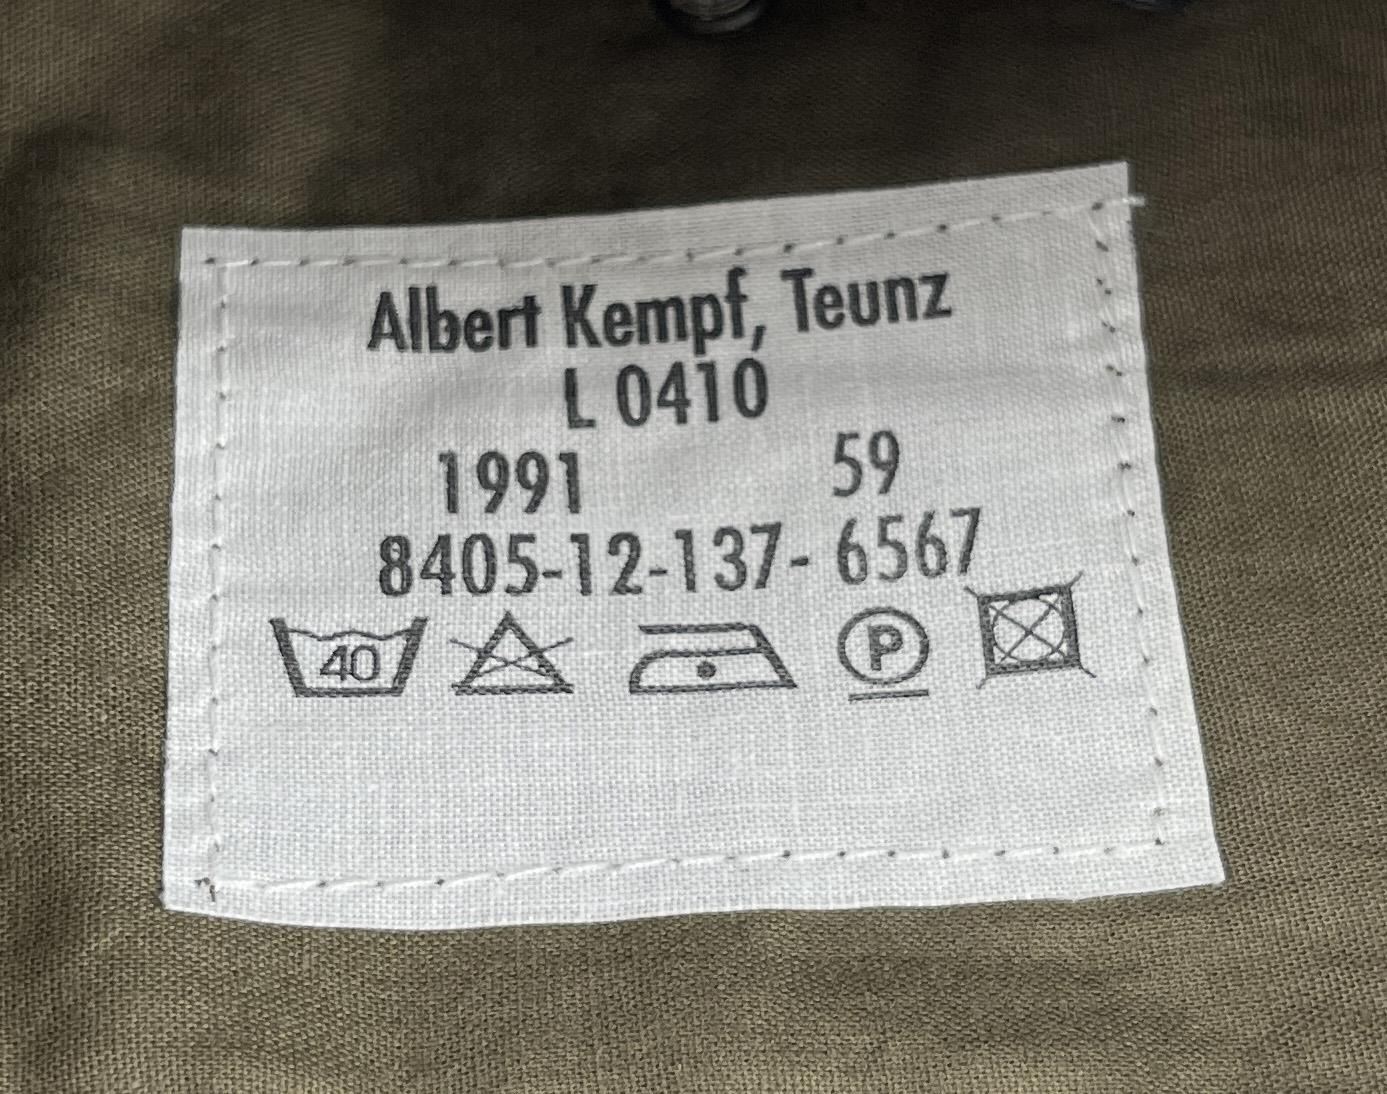 Albert Kempf, Teunz
L 0410
1991 59
8405-12-137- 6567
40 P